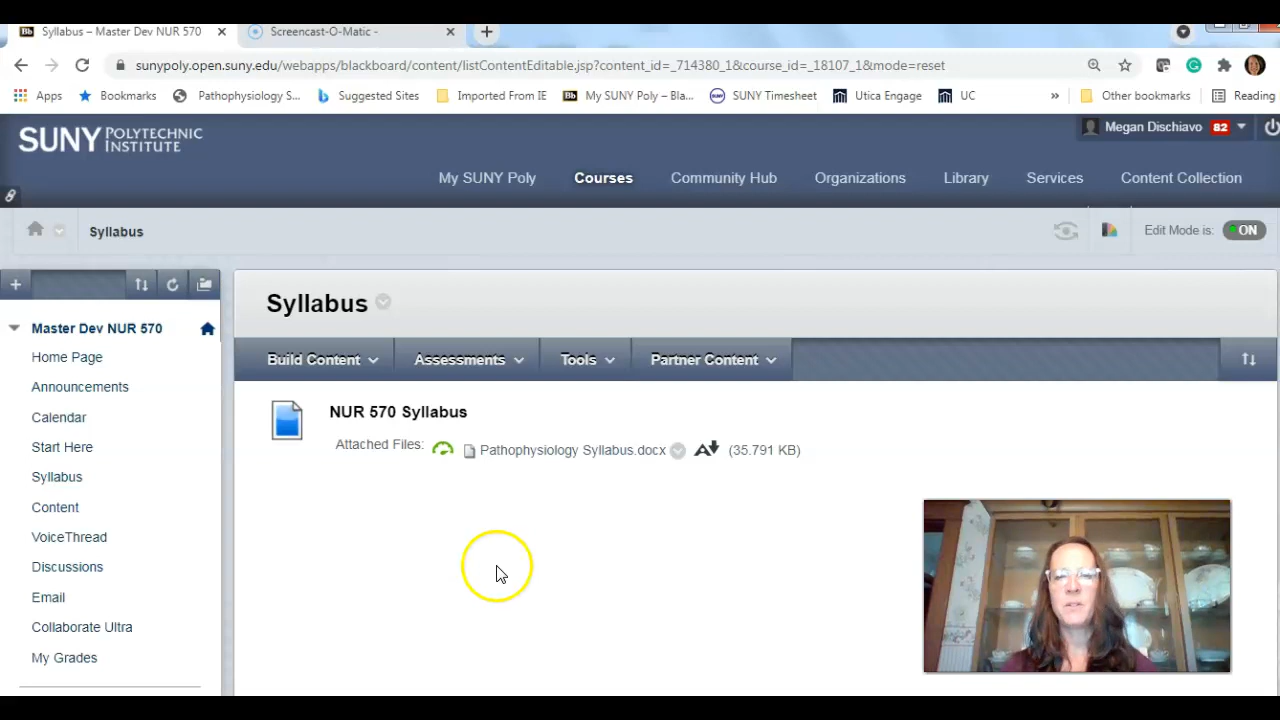 Bb Syllabus – Master Dev NUR 570 × Screencast-O-Matic - × +
sunypoly.open.suny.edu/webapps/blackboard/content/listContentEditable.jsp?content_id=_714380_1&course_id=_18107_1&mode=reset
Apps Bookmarks Pathophysiology S... Suggested Sites Imported From IE Bb My SUNY Poly – Bla... SUNY Timesheet Utica Engage UC » Other bookmarks Reading
SUNY POLYTECHNIC INSTITUTE
Megan Dischiavo 82
My SUNY Poly Courses Community Hub Organizations Library Services Content Collection
Syllabus
Edit Mode is: ON
Master Dev NUR 570
Home Page
Announcements
Calendar
Start Here
Syllabus
Content
VoiceThread
Discussions
Email
Collaborate Ultra
My Grades
Syllabus
Build Content Assessments Tools Partner Content
NUR 570 Syllabus
Attached Files: Pathophysiology Syllabus.docx A (35.791 KB)